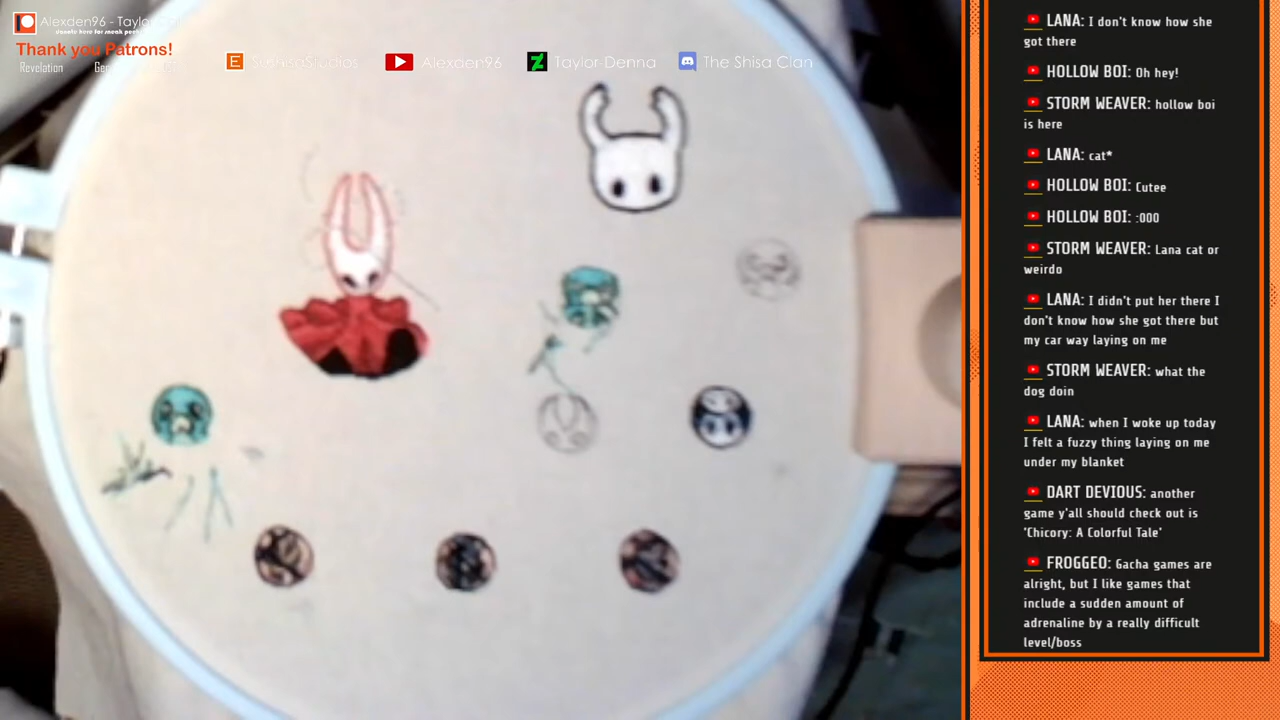 Alexden96 - Taylor
Thank you Patrons!
Revelation
Alexden96
Taylor-Denna
The Shisa Clan
LANA: I don't know how she
got there
HOLLOW BOI: Oh hey!
STORM WEAVER: hollow boi
is here
LANA: cat*
HOLLOW BOI: Cutee
HOLLOW BOI: :000
STORM WEAVER: Lana cat or
weirdo
LANA: I didn't put her there I
don't know how she got there but
my car way laying on me
STORM WEAVER: what the
dog doin
LANA: when I woke up today
I felt a fuzzy thing laying on me
under my blanket
DART DEVIOUS: another
game y'all should check out is
'Chicory: A Colorful Tale'
FROGGEO: Gacha games are
alright, but I like games that
include a sudden amount of
adrenaline by a really difficult
level/boss